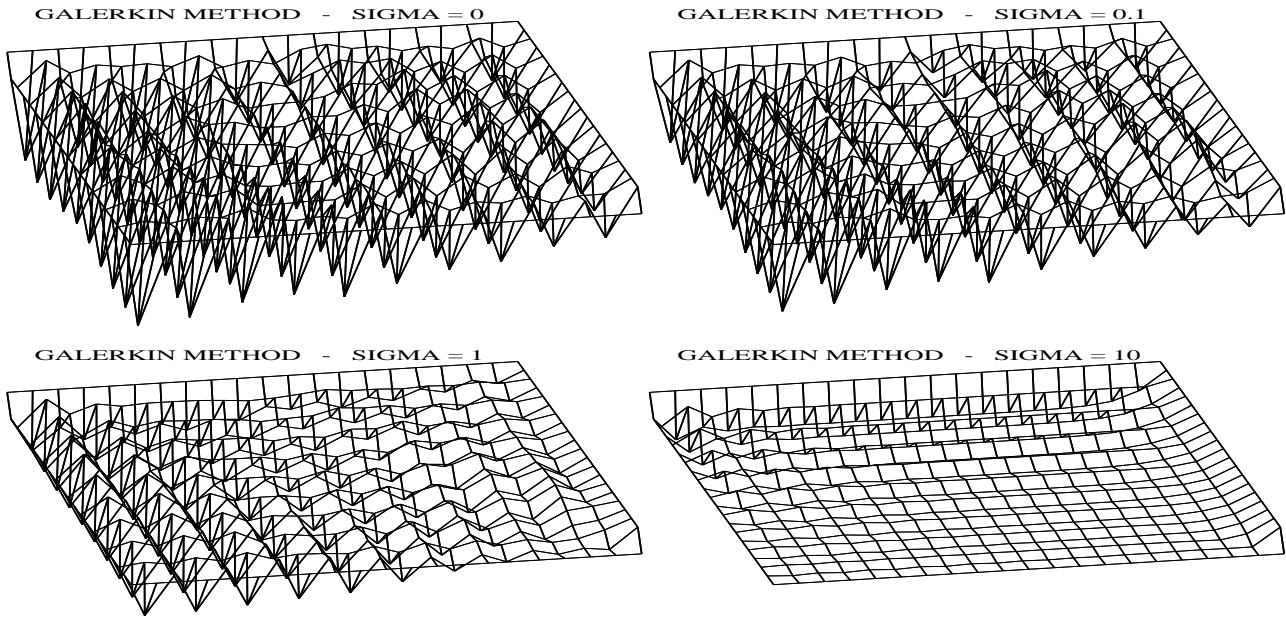 GALERKIN METHOD - SIGMA = 0
GALERKIN METHOD - SIGMA = 0.1
GALERKIN METHOD - SIGMA = 1
GALERKIN METHOD - SIGMA = 10